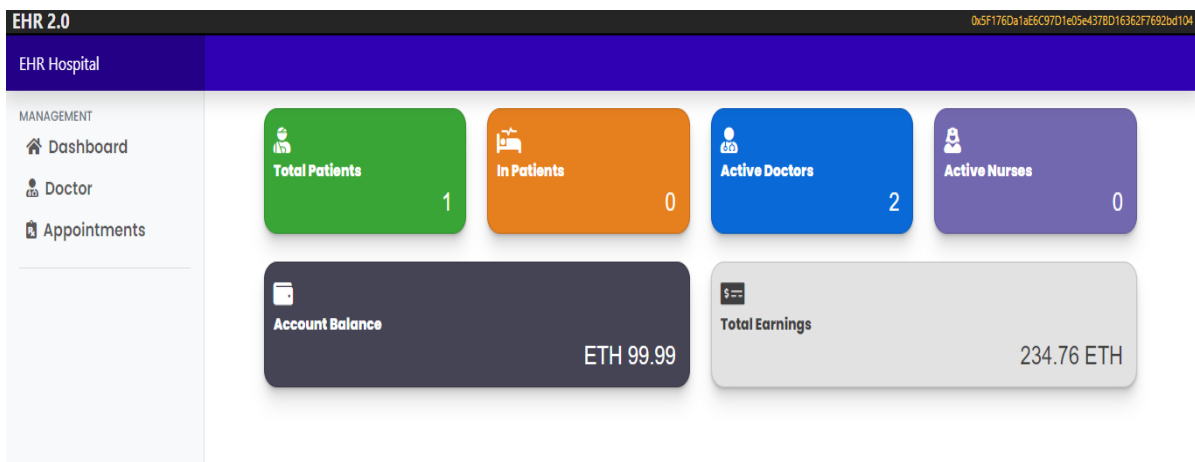 EHR 2.0
0x5F176Da1aE6C97D1e05e437BD16362F7692bd104
EHR Hospital
MANAGEMENT
Dashboard
Doctor
Appointments
Total Patients
1
In Patients
0
Active Doctors
2
Active Nurses
0
Account Balance
ETH 99.99
Total Earnings
234.76 ETH